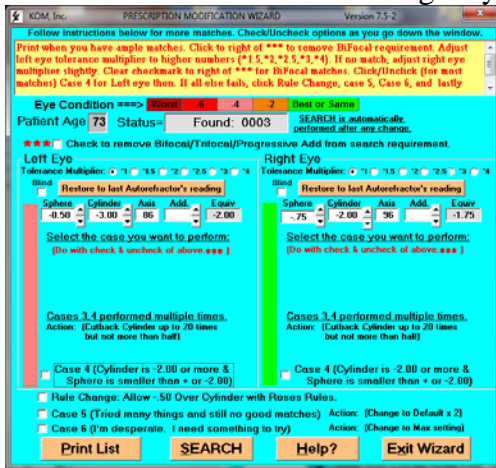 KOM, Inc. PRESCRIPTION MODIFICATION WIZARD Version 7.5-2
Follow instructions below for more matches. Check/Uncheck options as you go down the window.
Print when you have ample matches. Click to right of *** to remove BiFocal requirement. Adjust
left eye tolerance multiplier to higher numbers (*1.5,*2,*2.5,*3,*4). If no match, adjust right eye
multiplier slightly. Clear checkmark to right of *** for BiFocal matches. Click/Unclick (for most
matches) Case 4 for Left eye then. If all else fails, click Rule Change, case 5, Case 6, and lastly
Eye Condition ===> Worst -6 -4 -2 Best or Same
Patient Age 73 Status= Found: 0003 SEARCH is automatically
performed after any change.
*** Check to remove Bifocal/Trifocal/Progressive Add from search requirement.
Left Eye Right Eye
Tolerance Multiplier: *1 *1.5 *2 *2.5 *3 *4 Tolerance Multiplier: *1 *1.5 *2 *2.5 *3 *4
Blind Restore to last Autorefractor's reading Blind Restore to last Autorefractor's reading
Sphere Cylinder Axis Add. Equiv Sphere Cylinder Axis Add. Equiv
-0.50 -3.00 86 -2.00 -.75 -2.00 96 -1.75
Select the case you want to perform: Select the case you want to perform:
(Do with check & uncheck of above.*** ) (Do with check & uncheck of above.*** )
Cases 3,4 performed multiple times. Cases 3,4 performed multiple times.
Action: (Cutback Cylinder up to 20 times Action: (Cutback Cylinder up to 20 times
but not more than half) but not more than half)
Case 4 (Cylinder is -2.00 or more & Case 4 (Cylinder is -2.00 or more &
Sphere is smaller than + or -2.00) Sphere is smaller than + or -2.00)
Rule Change: Allow -.50 Over Cylinder with Roses Rules.
Case 5 (Tried many things and still no good matches) Action: (Change to Default x 2)
Case 6 (I'm desperate. I need something to try) Action: (Change to Max setting)
Print List SEARCH Help? Exit Wizard